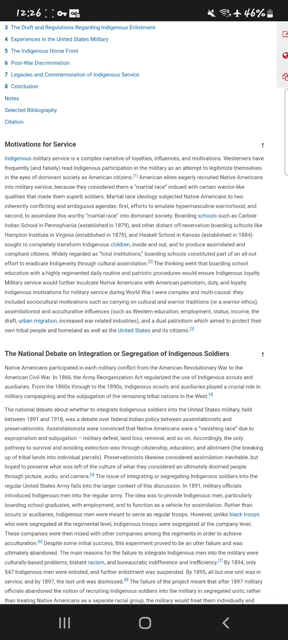 12:26
46%
3 The Draft and Regulations Regarding Indigenous Enlistment
4 Experiences in the United States Military
5 The Indigenous Home Front
6 Post-War Discrimination
7 Legacies and Commemoration of Indigenous Service
8 Conclusion
Notes
Selected Bibliography
Citation
Motivations for Service ↑
Indigenous military service is a complex narrative of loyalties, influences, and motivations. Westerners have
frequently (and falsely) read Indigenous participation in the military as an attempt to legitimize themselves
in the eyes of dominant society as American citizens.[1] American elites eagerly recruited Native Americans
into military service, because they considered them a “martial race” imbued with certain warrior-like
qualities that made them superb soldiers. Martial race ideology subjected Native Americans to two
inherently conflicting and ambiguous agendas: first, efforts to emulate hypermasculine warriorhood, and
second, to assimilate this worthy “martial race” into dominant society. Boarding schools such as Carlisle
Indian School in Pennsylvania (established in 1879), and other distant off-reservation boarding schools like
Hampton Institute in Virginia (established in 1878), and Haskell School in Kansas (established in 1884)
sought to completely transform Indigenous children, inside and out, and to produce assimilated and
compliant citizens. Widely regarded as “total institutions,” boarding schools constituted part of an all-out
effort to eradicate Indigeneity through cultural assimilation.[2] The thinking went that boarding school
education with a highly regimented daily routine and patriotic procedures would ensure Indigenous loyalty.
Military service would further inculcate Native Americans with American patriotism, duty, and loyalty.
Indigenous motivations for military service during World War I were complex and multi-causal: they
included sociocultural motivations such as carrying on cultural and warrior traditions (or a warrior ethos);
assimilationist and acculturative influences (such as Western education, employment, status, income, the
draft, urban migration, increased war-related industries), and a dual patriotism which aimed to protect their
own tribal people and homeland as well as the United States and its citizens.[3]
The National Debate on Integration or Segregation of Indigenous Soldiers ↑
Native Americans participated in each military conflict from the American Revolutionary War to the
American Civil War. In 1866, the Army Reorganization Act regularized the use of Indigenous scouts and
auxiliaries. From the 1860s through to the 1890s, Indigenous scouts and auxiliaries played a crucial role in
military campaigning and the subjugation of the remaining tribal nations in the West.[4]
The national debate about whether to integrate Indigenous soldiers into the United States military, held
between 1891 and 1918, was a debate over federal Indian policy between assimilationists and
preservationists. Assimilationists were convinced that Native Americans were a “vanishing race” due to
expropriation and subjugation – military defeat, land loss, removal, and so on. Accordingly, the only
pathway to survival and avoiding extinction was through citizenship, education, and allotment (the breaking
up of tribal lands into individual parcels). Preservationists likewise considered assimilation inevitable, but
hoped to preserve what was left of the culture of what they considered an ultimately doomed people
through picture, audio, and camera.[5] The issue of integrating or segregating Indigenous soldiers into the
regular United States Army falls into the larger context of this discussion. In 1891, military officials
introduced Indigenous men into the regular army. The idea was to provide Indigenous men, particularly
boarding school graduates, with employment, and to function as a vehicle for assimilation. Rather than
scouts or auxiliaries, Indigenous men were meant to serve as regular troops. However, unlike black troops
who were segregated at the regimental level, Indigenous troops were segregated at the company level.
These companies were then mixed with other companies among the regiments in order to achieve
acculturation.[6] Despite some initial success, this experiment proved to be an utter failure and was
ultimately abandoned. The main reasons for the failure to integrate Indigenous men into the military were
culturally-based problems, blatant racism, and bureaucratic indifference and inefficiency.[7] By 1894, only
547 Indigenous men were enlisted, and further enlistment was suspended. By 1895, all but one unit was in
service, and by 1897, the last unit was dismissed.[8] The failure of the project meant that after 1897 military
officials abandoned the notion of recruiting Indigenous soldiers into the military in segregated units; rather
than treating Native Americans as a separate racial group, the military would treat them individually and